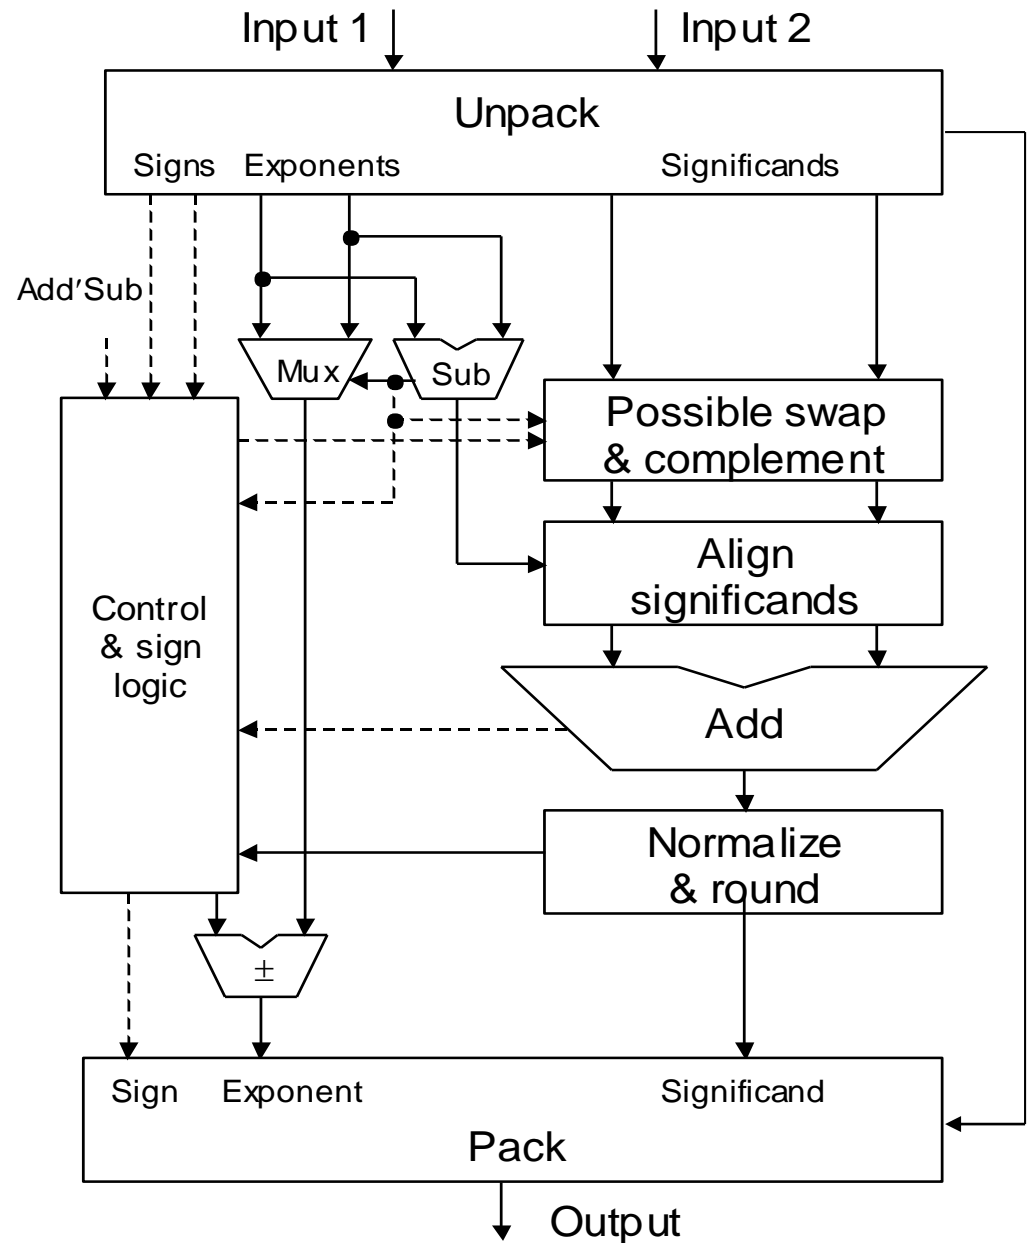 Input 1
Input 2
Unpack
Signs
Exponents
Significands
Add′Sub
Mux
Sub
Possible swap
& complement
Align
significands
Control
& sign
logic
Add
Normalize
& round
±
Sign
Exponent
Significand
Pack
Output